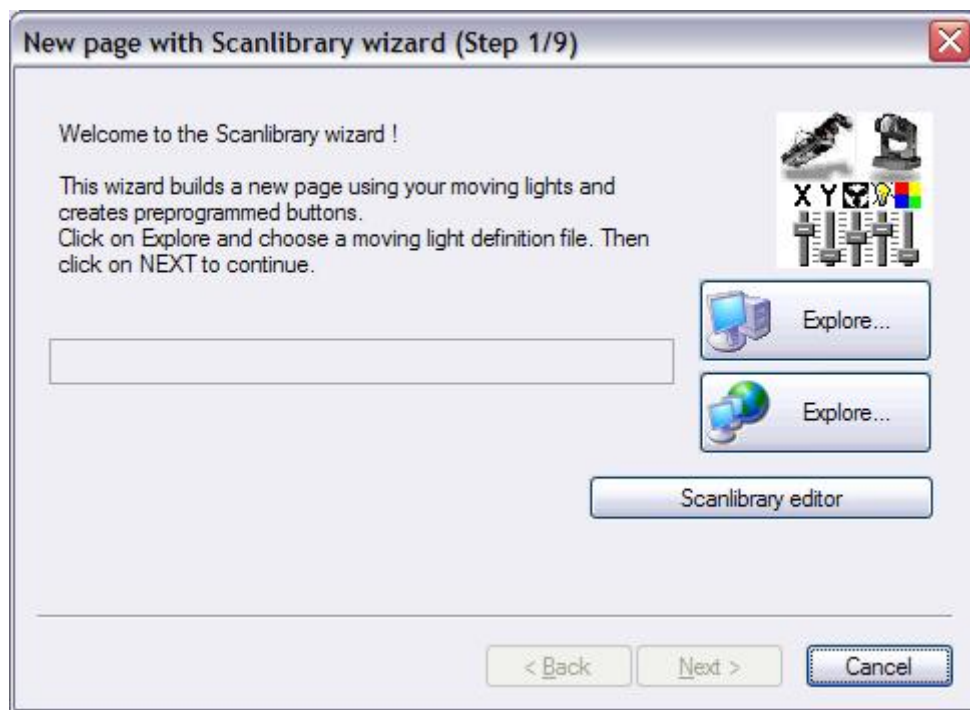 New page with Scanlibrary wizard (Step 1/9)
Welcome to the Scanlibrary wizard !
This wizard builds a new page using your moving lights and
creates preprogrammed buttons.
Click on Explore and choose a moving light definition file. Then
click on NEXT to continue.
X Y
Explore...
Explore...
Scanlibrary editor
< Back
Next >
Cancel